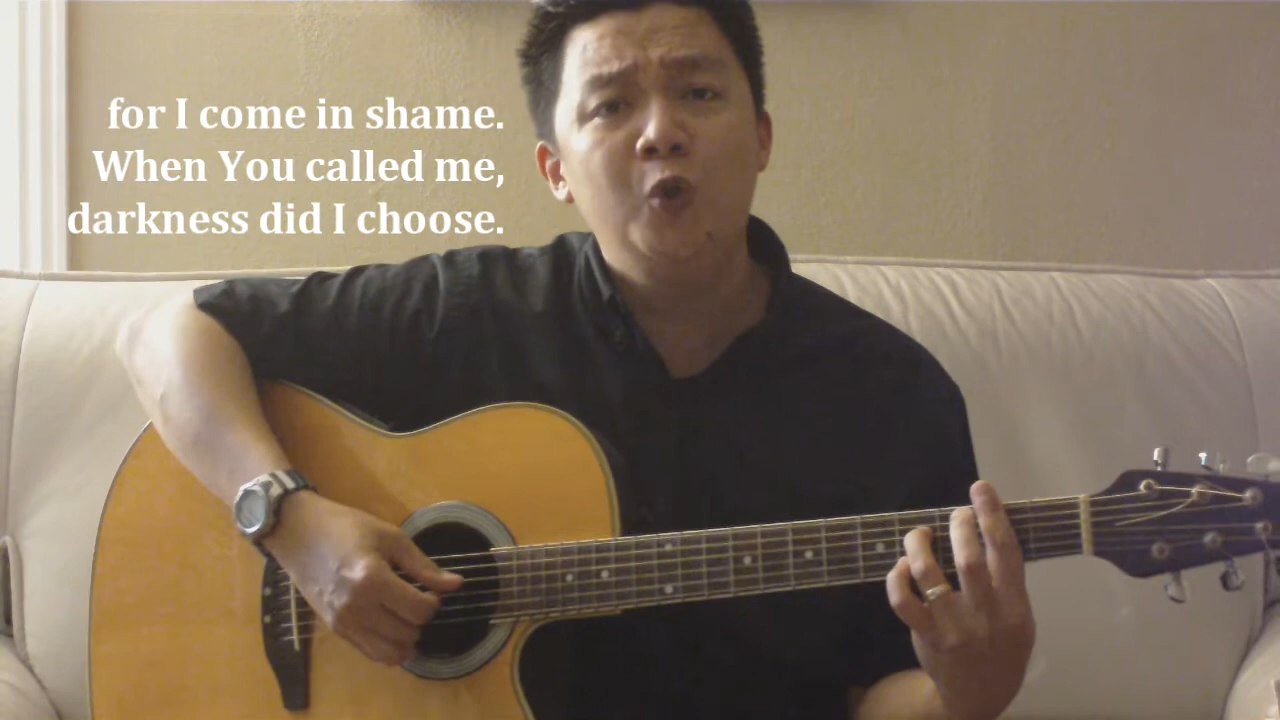 for I come in shame.
When You called me,
darkness did I choose.